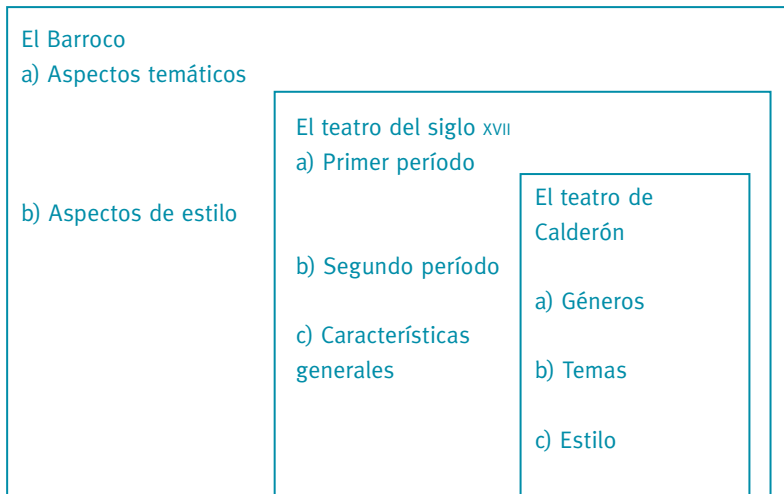 El Barroco
a) Aspectos temáticos
b) Aspectos de estilo
El teatro del siglo XVII
a) Primer período
b) Segundo período
c) Características
generales
El teatro de
Calderón
a) Géneros
b) Temas
c) Estilo